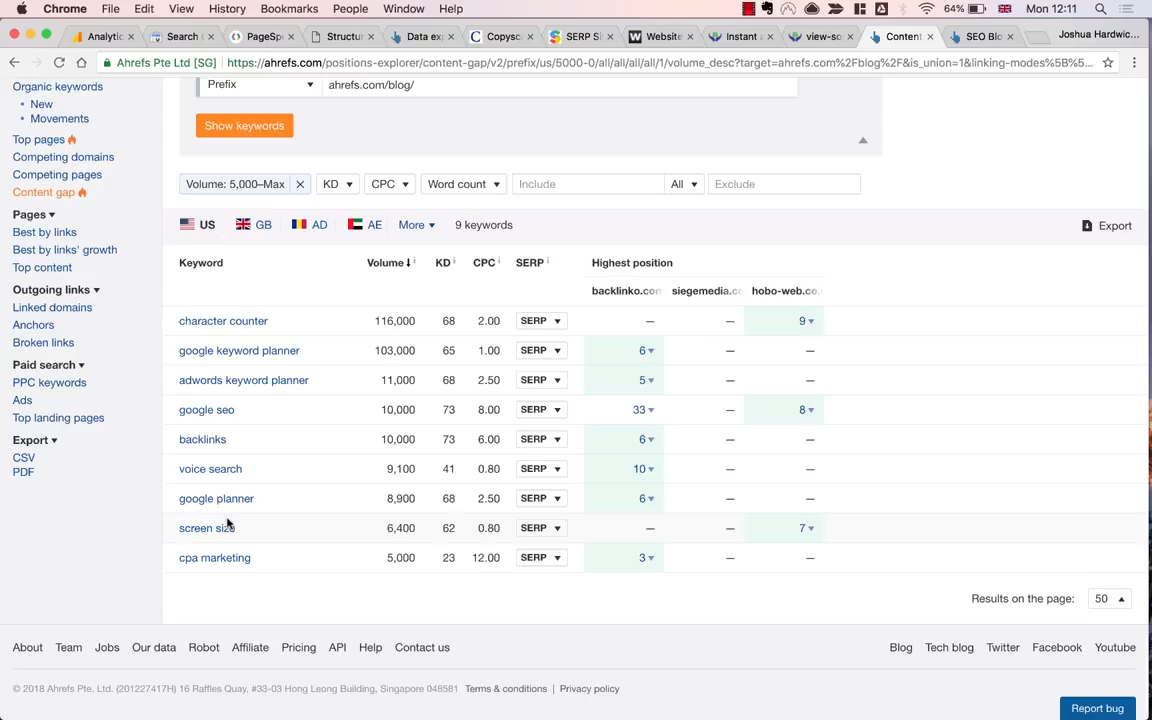 Chrome File Edit View History Bookmarks People Window Help 64% Mon 12:11
Analytic Search PageSp Structu Data exp Copysc SERP Si Website Instant view-so Content SEO Blo Joshua Hardwic...
Ahrefs Pte Ltd [SG] https://ahrefs.com/positions-explorer/content-gap/v2/prefix/us/5000-0/all/all/all/all/1/volume_desc?target=ahrefs.com%2Fblog%2F&is_union=1&linking-modes%5B%5...
Organic keywords
• New
• Movements
Top pages
Competing domains
Competing pages
Content gap
Pages
Best by links
Best by links' growth
Top content
Outgoing links
Linked domains
Anchors
Broken links
Paid search
PPC keywords
Ads
Top landing pages
Export
CSV
PDF
Prefix ahrefs.com/blog/
Show keywords
Volume: 5,000–Max KD CPC Word count Include All Exclude
US GB AD AE More 9 keywords Export
Keyword Volume KD CPC SERP Highest position
backlinko.com siegemedia.co hobo-web.co.
character counter 116,000 68 2.00 SERP — — 9
google keyword planner 103,000 65 1.00 SERP 6 — —
adwords keyword planner 11,000 68 2.50 SERP 5 — —
google seo 10,000 73 8.00 SERP 33 — 8
backlinks 10,000 73 6.00 SERP 6 — —
voice search 9,100 41 0.80 SERP 10 — —
google planner 8,900 68 2.50 SERP 6 — —
screen size 6,400 62 0.80 SERP — — 7
cpa marketing 5,000 23 12.00 SERP 3 — —
Results on the page: 50
About Team Jobs Our data Robot Affiliate Pricing API Help Contact us Blog Tech blog Twitter Facebook Youtube
© 2018 Ahrefs Pte. Ltd. (201227417H) 16 Raffles Quay, #33-03 Hong Leong Building, Singapore 048581 Terms & conditions | Privacy policy
Report bug